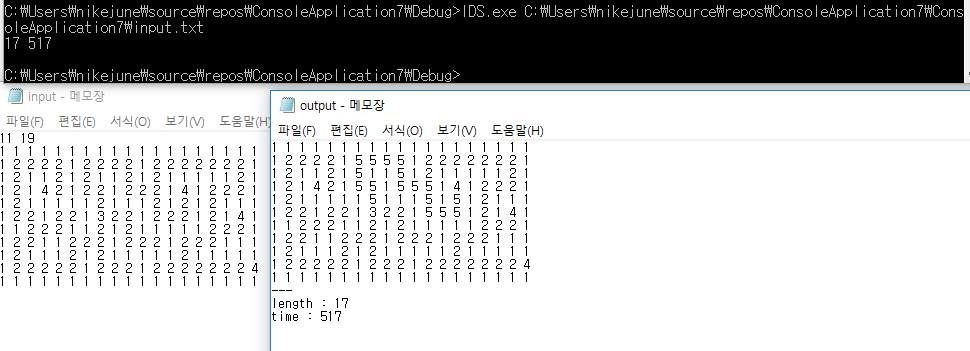 C:₩Users₩nikejune₩source₩repos₩ConsoleApplication7₩Debug>IDS.exe C:₩Users₩nikejune₩source₩repos₩ConsoleApplication7₩Cons
oleApplication7₩input.txt
17 517
C:₩Users₩nikejune₩source₩repos₩ConsoleApplication7₩Debug>
input - 메모장
파일(F) 편집(E) 서식(O) 보기(V) 도움말(H)
11 19
1 1 1 1 1 1 1 1 1 1 1 1 1 1 1 1 1 1 1
1 2 2 2 2 1 2 2 2 2 1 2 2 2 2 2 2 2 1
1 2 1 1 2 1 2 1 1 2 1 2 1 1 1 1 1 2 1
1 2 1 4 2 1 2 2 1 2 2 2 1 4 1 2 2 2 1
1 2 1 1 1 1 1 2 1 1 1 2 1 2 1 1 1 1 1
1 2 2 1 2 2 1 3 2 2 1 2 2 2 1 2 1 4 1
1 1 2 2 2 1 2 2 1 2 1 1 1 1 1 2 2 2 1
1 2 2 1 1 2 2 2 1 2 2 2 1 2 2 2 1 1 1
1 2 1 1 1 1 2 1 1 1 1 2 1 1 1 1 2 1 1
1 2 2 2 2 2 2 1 2 2 1 2 2 2 2 2 2 2 4
1 1 1 1 1 1 1 1 1 1 1 1 1 1 1 1 1 1 1
output - 메모장
파일(F) 편집(E) 서식(O) 보기(V) 도움말(H)
1 1 1 1 1 1 1 1 1 1 1 1 1 1 1 1 1 1 1
1 2 2 2 2 1 5 5 5 5 1 2 2 2 2 2 2 2 1
1 2 1 1 2 1 5 1 1 5 1 2 1 1 1 1 1 2 1
1 2 1 4 2 1 5 5 1 5 5 5 1 4 1 2 2 2 1
1 2 1 1 1 1 1 5 1 1 1 5 1 5 1 1 1 1 1
1 2 2 1 2 2 1 3 2 2 1 5 5 5 1 2 1 4 1
1 1 2 2 2 1 2 2 1 2 1 1 1 1 1 2 2 2 1
1 2 2 1 1 2 2 2 1 2 2 2 1 2 2 2 1 1 1
1 2 1 1 1 1 2 1 1 1 1 2 1 1 1 1 2 1 1
1 2 2 2 2 2 2 1 2 2 1 2 2 2 2 2 2 2 4
1 1 1 1 1 1 1 1 1 1 1 1 1 1 1 1 1 1 1
---
length : 17
time : 517